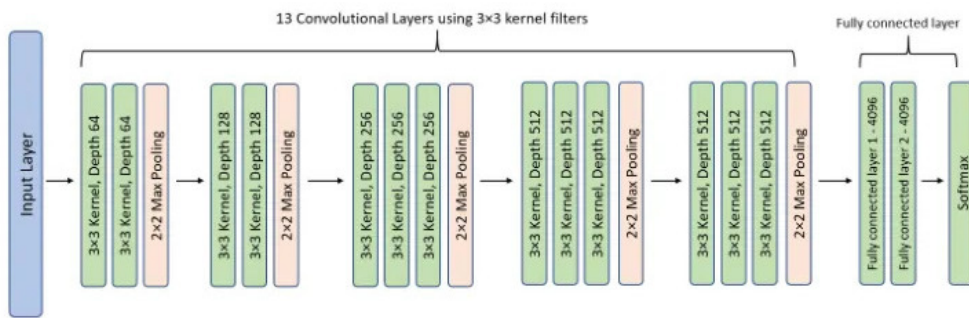 13 Convolutional Layers using 3×3 kernel filters
Fully connected layer
Input Layer
3×3 Kernel, Depth 64
3×3 Kernel, Depth 64
2×2 Max Pooling
3×3 Kernel, Depth 128
3×3 Kernel, Depth 128
2×2 Max Pooling
3×3 Kernel, Depth 256
3×3 Kernel, Depth 256
3×3 Kernel, Depth 256
2×2 Max Pooling
3×3 Kernel, Depth 512
3×3 Kernel, Depth 512
3×3 Kernel, Depth 512
2×2 Max Pooling
3×3 Kernel, Depth 512
3×3 Kernel, Depth 512
3×3 Kernel, Depth 512
2×2 Max Pooling
Fully connected layer 1 - 4096
Fully connected layer 2 - 4096
Softmax